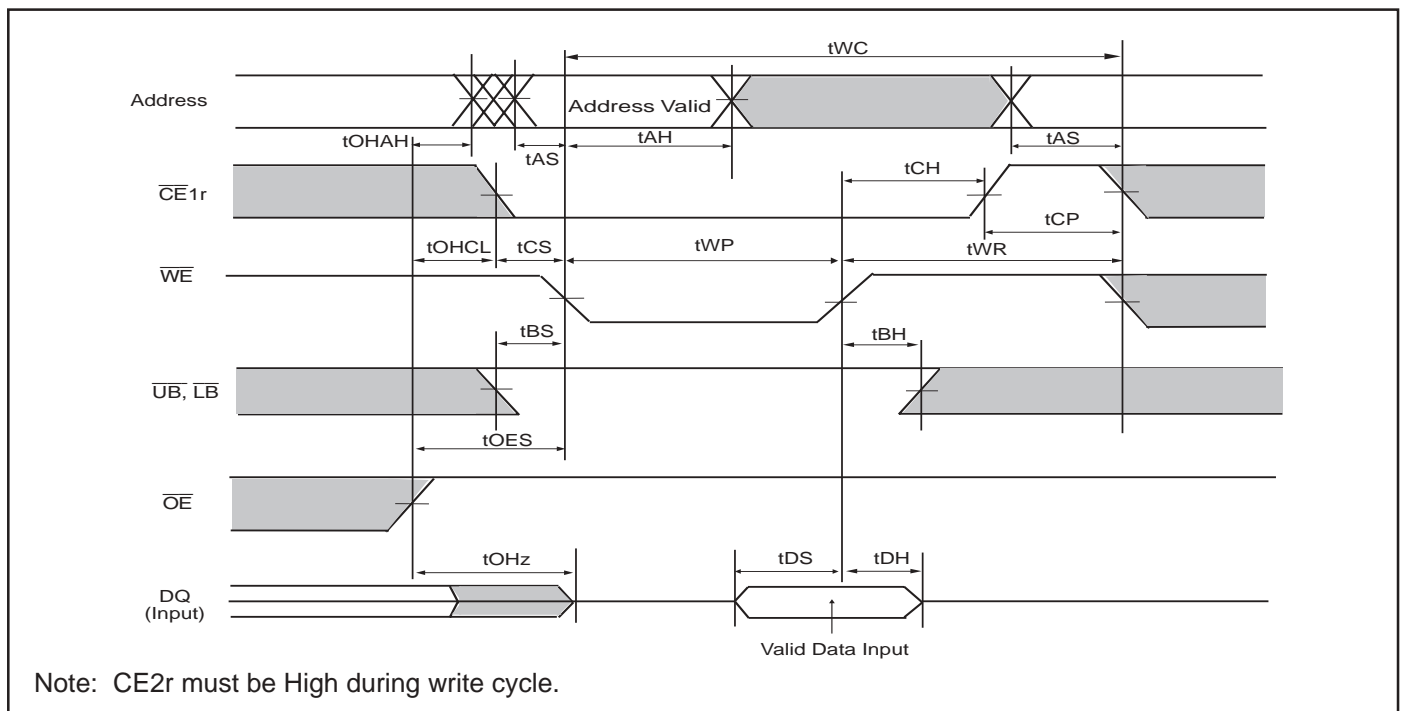 tWC
Address
Address Valid
tOHAH
tAS
tAH
tAS
CE1r
tCH
tCP
tOHCL
tCS
tWP
tWR
WE
tBS
tBH
UB, LB
tOES
OE
tOHz
tDS
tDH
DQ
(Input)
Valid Data Input
Note: CE2r must be High during write cycle.